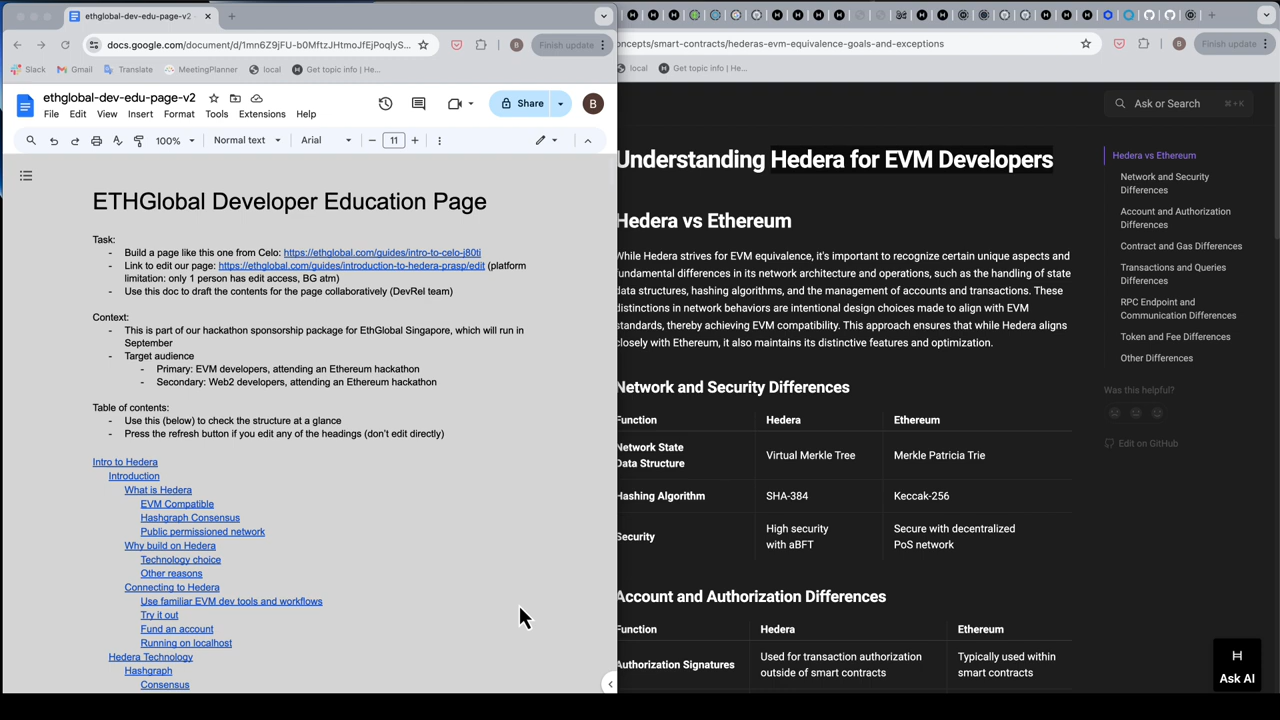 ethglobal-dev-edu-page-v2
docs.google.com/document/d/1mn6Z9jFU-b0MftzJHtmoJfEjPoqlyS...
B
Finish update
Slack
Gmail
Translate
MeetingPlanner
local
Get topic info | He...
ethglobal-dev-edu-page-v2
File
Edit
View
Insert
Format
Tools
Extensions
Help
Share
B
100%
Normal text
Arial
11
ETHGlobal Developer Education Page
Task:
- Build a page like this one from Celo: https://ethglobal.com/guides/intro-to-celo-j80ti
- Link to edit our page: https://ethglobal.com/guides/introduction-to-hedera-prasp/edit (platform
limitation: only 1 person has edit access, BG atm)
- Use this doc to draft the contents for the page collaboratively (DevRel team)
Context:
- This is part of our hackathon sponsorship package for EthGlobal Singapore, which will run in
September
- Target audience
- Primary: EVM developers, attending an Ethereum hackathon
- Secondary: Web2 developers, attending an Ethereum hackathon
Table of contents:
- Use this (below) to check the structure at a glance
- Press the refresh button if you edit any of the headings (don't edit directly)
Intro to Hedera
Introduction
What is Hedera
EVM Compatible
Hashgraph Consensus
Public permissioned network
Why build on Hedera
Technology choice
Other reasons
Connecting to Hedera
Use familiar EVM dev tools and workflows
Try it out
Fund an account
Running on localhost
Hedera Technology
Hashgraph
Consensus
oncepts/smart-contracts/hederas-evm-equivalence-goals-and-exceptions
B
Finish update
local
Get topic info | He...
Ask or Search
⌘+K
Understanding Hedera for EVM Developers
Hedera vs Ethereum
While Hedera strives for EVM equivalence, it's important to recognize certain unique aspects and
fundamental differences in its network architecture and operations, such as the handling of state
data structures, hashing algorithms, and the management of accounts and transactions. These
distinctions in network behaviors are intentional design choices made to align with EVM
standards, thereby achieving EVM compatibility. This approach ensures that while Hedera aligns
closely with Ethereum, it also maintains its distinctive features and optimization.
Network and Security Differences
Function
Hedera
Ethereum
Network State
Data Structure
Virtual Merkle Tree
Merkle Patricia Trie
Hashing Algorithm
SHA-384
Keccak-256
Security
High security
with aBFT
Secure with decentralized
PoS network
Account and Authorization Differences
Function
Hedera
Ethereum
Authorization Signatures
Used for transaction authorization
outside of smart contracts
Typically used within
smart contracts
Hedera vs Ethereum
Network and Security
Differences
Account and Authorization
Differences
Contract and Gas Differences
Transactions and Queries
Differences
RPC Endpoint and
Communication Differences
Token and Fee Differences
Other Differences
Was this helpful?
Edit on GitHub
Ask AI